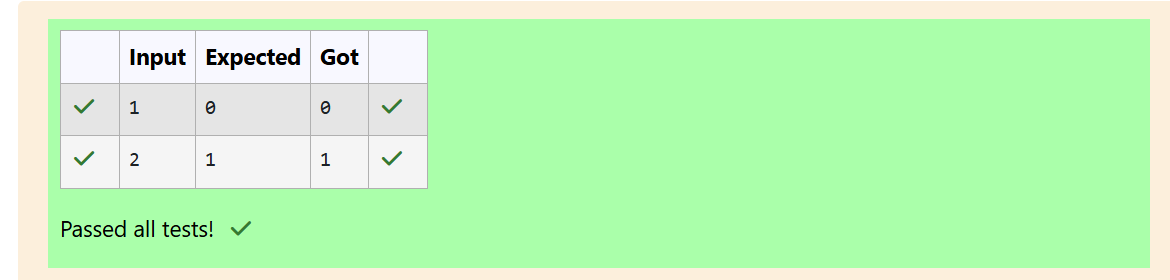 Input Expected Got
1 0 0
2 1 1
Passed all tests!